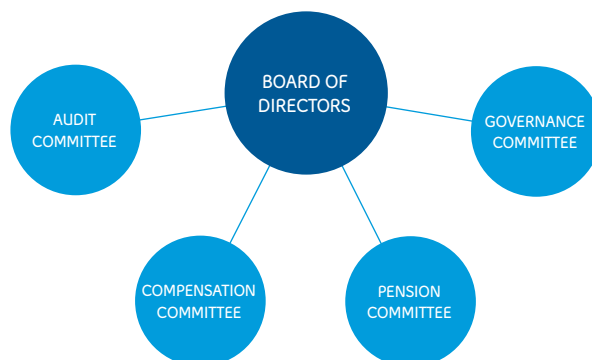 BOARD OF
DIRECTORS
AUDIT
COMMITTEE
GOVERNANCE
COMMITTEE
COMPENSATION
COMMITTEE
PENSION
COMMITTEE